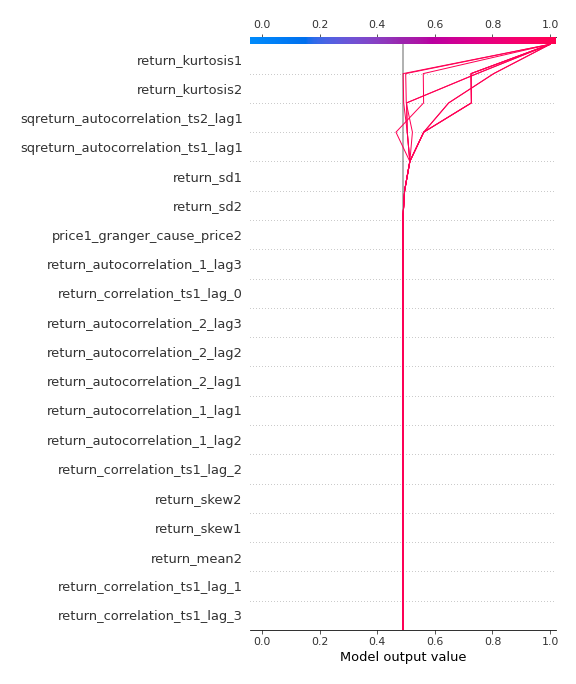 0.0 0.2 0.4 0.6 0.8 1.0
return_kurtosis1
return_kurtosis2
sqreturn_autocorrelation_ts2_lag1
sqreturn_autocorrelation_ts1_lag1
return_sd1
return_sd2
price1_granger_cause_price2
return_autocorrelation_1_lag3
return_correlation_ts1_lag_0
return_autocorrelation_2_lag3
return_autocorrelation_2_lag2
return_autocorrelation_2_lag1
return_autocorrelation_1_lag1
return_autocorrelation_1_lag2
return_correlation_ts1_lag_2
return_skew2
return_skew1
return_mean2
return_correlation_ts1_lag_1
return_correlation_ts1_lag_3
0.0 0.2 0.4 0.6 0.8 1.0
Model output value